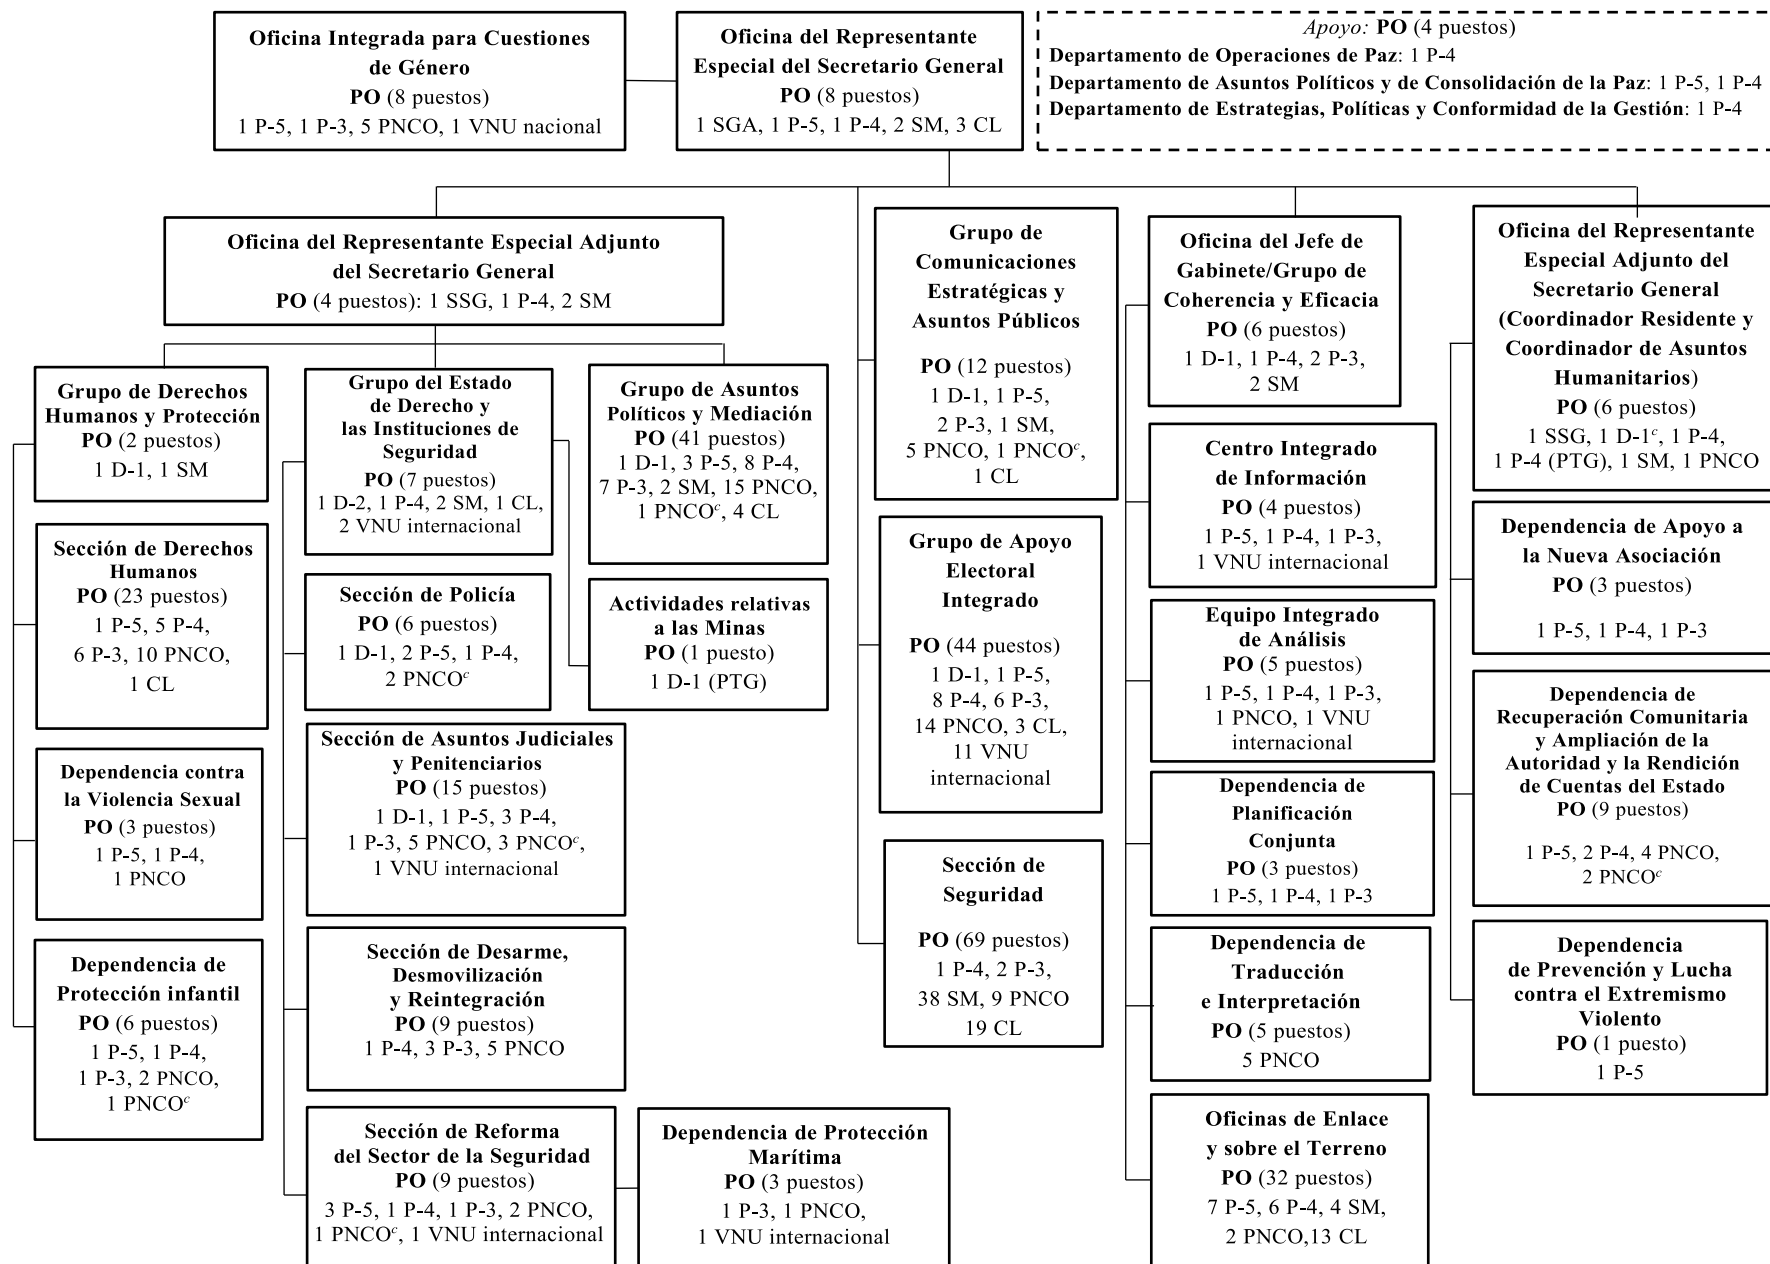 Oficina Integrada para Cuestiones
de Género
PO (8 puestos)
1 P-5, 1 P-3, 5 PNCO, 1 VNU nacional
Oficina del Representante
Especial del Secretario General
PO (8 puestos)
1 SGA, 1 P-5, 1 P-4, 2 SM, 3 CL
Apoyo: PO (4 puestos)
Departamento de Operaciones de Paz: 1 P-4
Departamento de Asuntos Políticos y de Consolidación de la Paz: 1 P-5, 1 P-4
Departamento de Estrategias, Políticas y Conformidad de la Gestión: 1 P-4
Oficina del Representante Especial Adjunto
del Secretario General
PO (4 puestos): 1 SSG, 1 P-4, 2 SM
Grupo de Derechos
Humanos y Protección
PO (2 puestos)
1 D-1, 1 SM
Sección de Derechos
Humanos
PO (23 puestos)
1 P-5, 5 P-4,
6 P-3, 10 PNCO,
1 CL
Dependencia contra
la Violencia Sexual
PO (3 puestos)
1 P-5, 1 P-4,
1 PNCO
Dependencia de
Protección infantil
PO (6 puestos)
1 P-5, 1 P-4,
1 P-3, 2 PNCO,
1 PNCOᶜ
Grupo del Estado
de Derecho y
las Instituciones de
Seguridad
PO (7 puestos)
1 D-2, 1 P-4, 2 SM, 1 CL,
2 VNU internacional
Sección de Policía
PO (6 puestos)
1 D-1, 2 P-5, 1 P-4,
2 PNCOᶜ
Sección de Asuntos Judiciales
y Penitenciarios
PO (15 puestos)
1 D-1, 1 P-5, 3 P-4,
1 P-3, 5 PNCO, 3 PNCOᶜ,
1 VNU internacional
Sección de Desarme,
Desmovilización
y Reintegración
PO (9 puestos)
1 P-4, 3 P-3, 5 PNCO
Sección de Reforma
del Sector de la Seguridad
PO (9 puestos)
3 P-5, 1 P-4, 1 P-3, 2 PNCO,
1 PNCOᶜ, 1 VNU internacional
Dependencia de Protección
Marítima
PO (3 puestos)
1 P-3, 1 PNCO,
1 VNU internacional
Grupo de Asuntos
Políticos y Mediación
PO (41 puestos)
1 D-1, 3 P-5, 8 P-4,
7 P-3, 2 SM, 15 PNCO,
1 PNCOᶜ, 4 CL
Actividades relativas
a las Minas
PO (1 puesto)
1 D-1 (PTG)
Grupo de
Comunicaciones
Estratégicas y
Asuntos Públicos
PO (12 puestos)
1 D-1, 1 P-5,
2 P-3, 1 SM,
5 PNCO, 1 PNCOᶜ,
1 CL
Grupo de Apoyo
Electoral
Integrado
PO (44 puestos)
1 D-1, 1 P-5,
8 P-4, 6 P-3,
14 PNCO, 3 CL,
11 VNU
internacional
Sección de
Seguridad
PO (69 puestos)
1 P-4, 2 P-3,
38 SM, 9 PNCO
19 CL
Oficina del Jefe de
Gabinete/Grupo de
Coherencia y Eficacia
PO (6 puestos)
1 D-1, 1 P-4, 2 P-3,
2 SM
Centro Integrado
de Información
PO (4 puestos)
1 P-5, 1 P-4, 1 P-3,
1 VNU internacional
Equipo Integrado
de Análisis
PO (5 puestos)
1 P-5, 1 P-4, 1 P-3,
1 PNCO, 1 VNU
internacional
Dependencia de
Planificación
Conjunta
PO (3 puestos)
1 P-5, 1 P-4, 1 P-3
Dependencia de
Traducción
e Interpretación
PO (5 puestos)
5 PNCO
Oficinas de Enlace
y sobre el Terreno
PO (32 puestos)
7 P-5, 6 P-4, 4 SM,
2 PNCO,13 CL
Oficina del Representante
Especial Adjunto del
Secretario General
(Coordinador Residente y
Coordinador de Asuntos
Humanitarios)
PO (6 puestos)
1 SSG, 1 D-1ᶜ, 1 P-4,
1 P-4 (PTG), 1 SM, 1 PNCO
Dependencia de Apoyo a
la Nueva Asociación
PO (3 puestos)
1 P-5, 1 P-4, 1 P-3
Dependencia de
Recuperación Comunitaria
y Ampliación de la
Autoridad y la Rendición
de Cuentas del Estado
PO (9 puestos)
1 P-5, 2 P-4, 4 PNCO,
2 PNCOᶜ
Dependencia
de Prevención y Lucha
contra el Extremismo
Violento
PO (1 puesto)
1 P-5